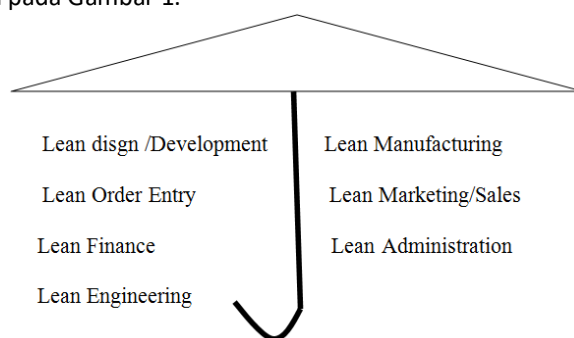 pada Gambar 1.
Lean disgn /Development
Lean Order Entry
Lean Finance
Lean Engineering
Lean Manufacturing
Lean Marketing/Sales
Lean Administration